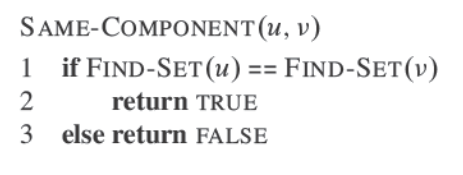 SAME-COMPONENT(u, v)
1 if FIND-SET(u) == FIND-SET(v)
2 return TRUE
3 else return FALSE